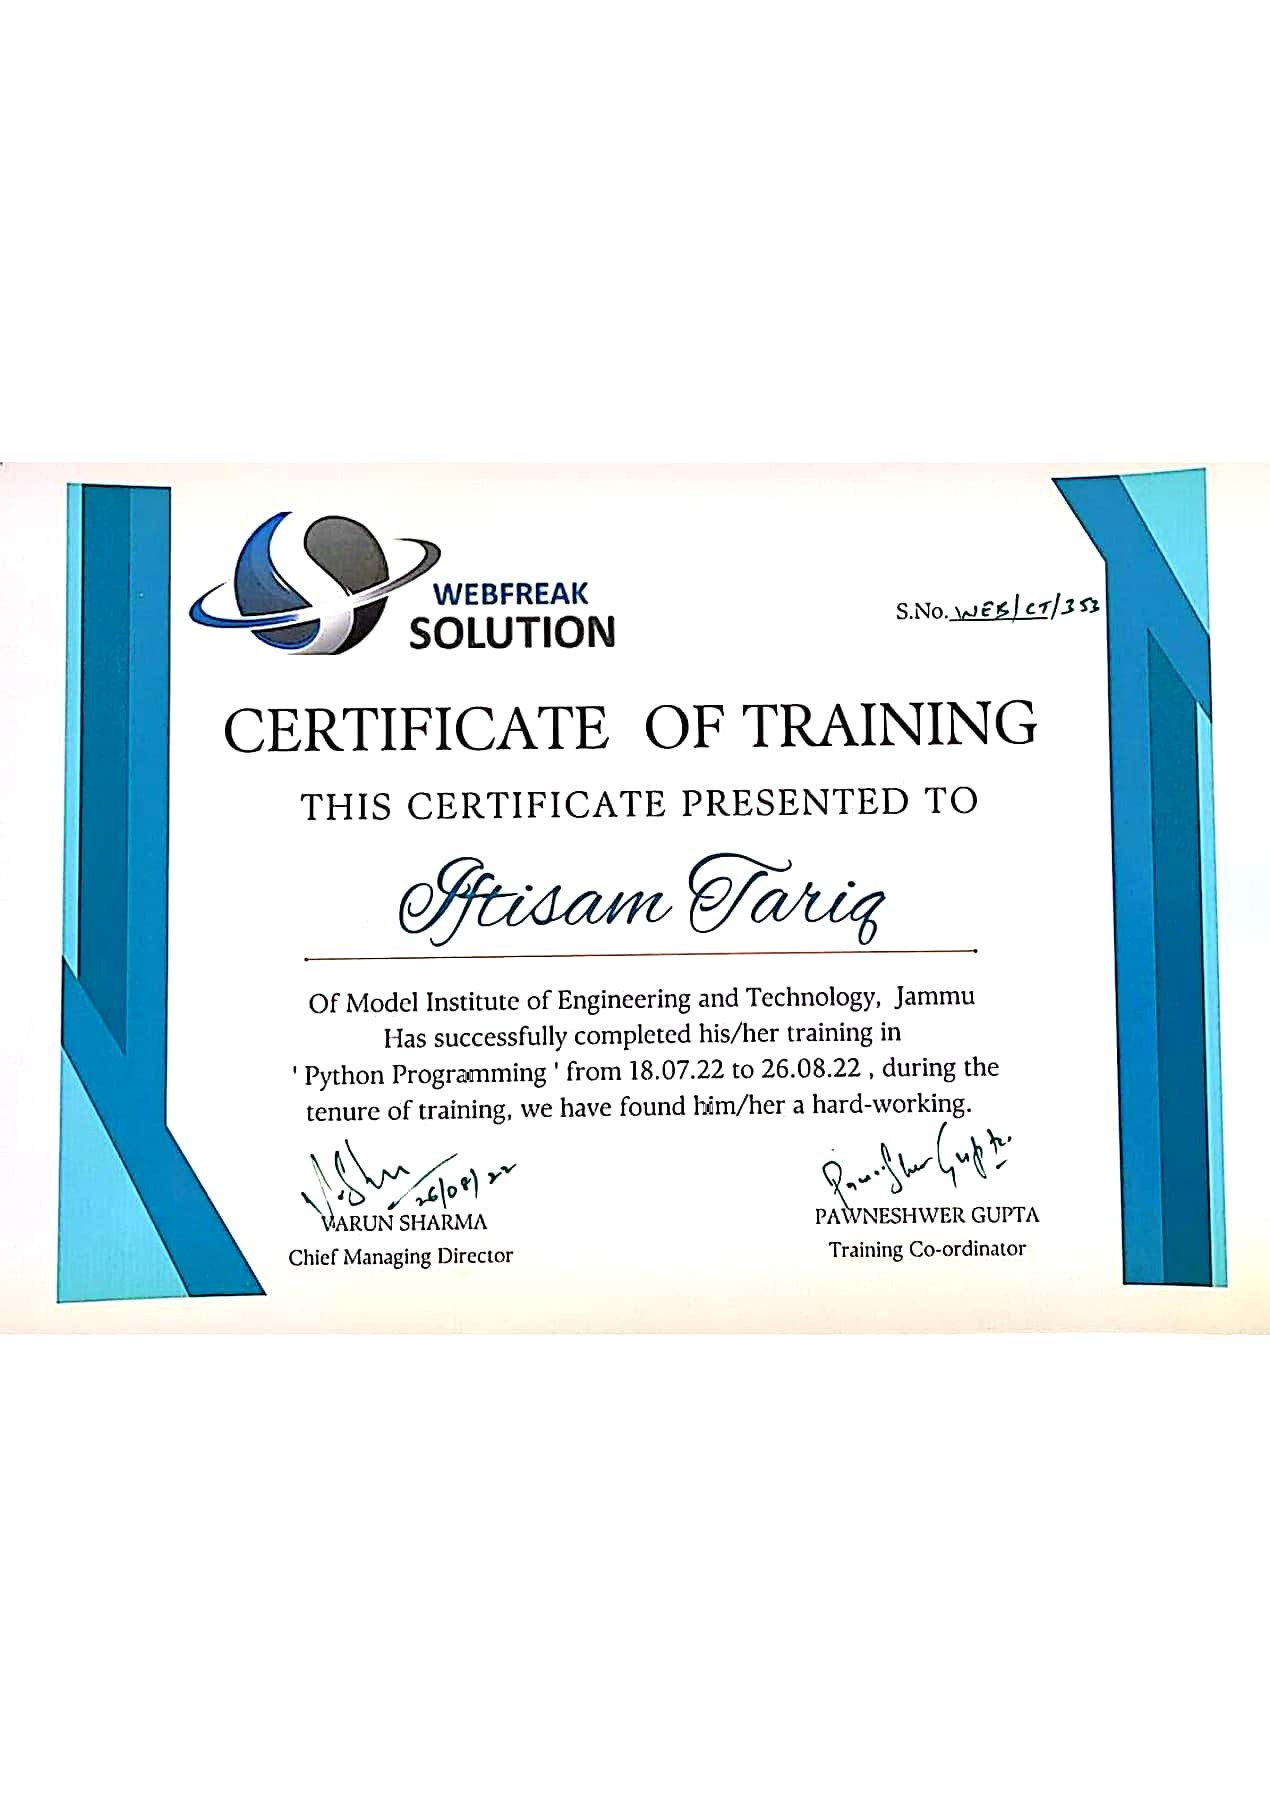 WEBFREAK
SOLUTION
S.No. WEB/CT/353
CERTIFICATE OF TRAINING
THIS CERTIFICATE PRESENTED TO
Iftisam Tariq
Of Model Institute of Engineering and Technology, Jammu
Has successfully completed his/her training in
' Python Programming ' from 18.07.22 to 26.08.22 , during the
tenure of training, we have found him/her a hard-working.
26/08/22
Pawneshwer Gupta
VARUN SHARMA
PAWNESHWER GUPTA
Chief Managing Director
Training Co-ordinator